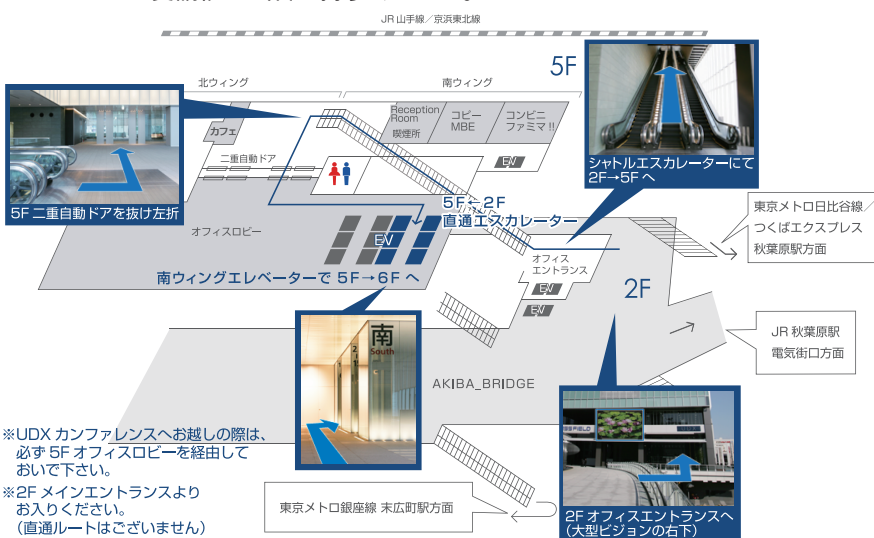 JR 山手線／京浜東北線
北ウィング
南ウィング
5F
Reception
Room
喫煙所
コピー
MBE
コンビニ
ファミマ!!
カフェ
EV
二重自動ドア
5F 二重自動ドアを抜け左折
シャトルエスカレーターにて
2F→5F へ
5F←2F
直通エスカレーター
東京メトロ日比谷線／
つくばエクスプレス
秋葉原駅方面
オフィスロビー
EV
オフィス
エントランス
南ウィングエレベーターで 5F→6F へ
EV
EV
2F
南
South
JR 秋葉原駅
電気街口方面
AKIBA_BRIDGE
※UDX カンファレンスへお越しの際は、
必ず 5F オフィスロビーを経由して
おいで下さい。
※2F メインエントランスより
お入りください。
（直通ルートはございません）
東京メトロ銀座線 末広町駅方面
2F オフィスエントランスへ
（大型ビジョンの右下）